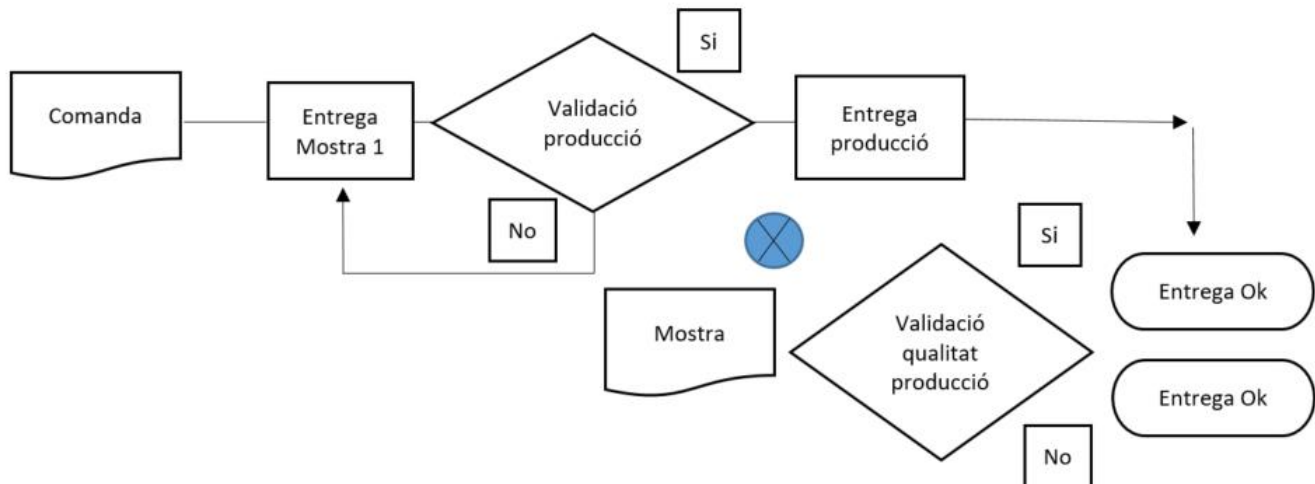 Si
Comanda
Entrega
Mostra 1
Validació
producció
Entrega
producció
No
Si
Entrega Ok
Mostra
Validació
qualitat
producció
Entrega Ok
No